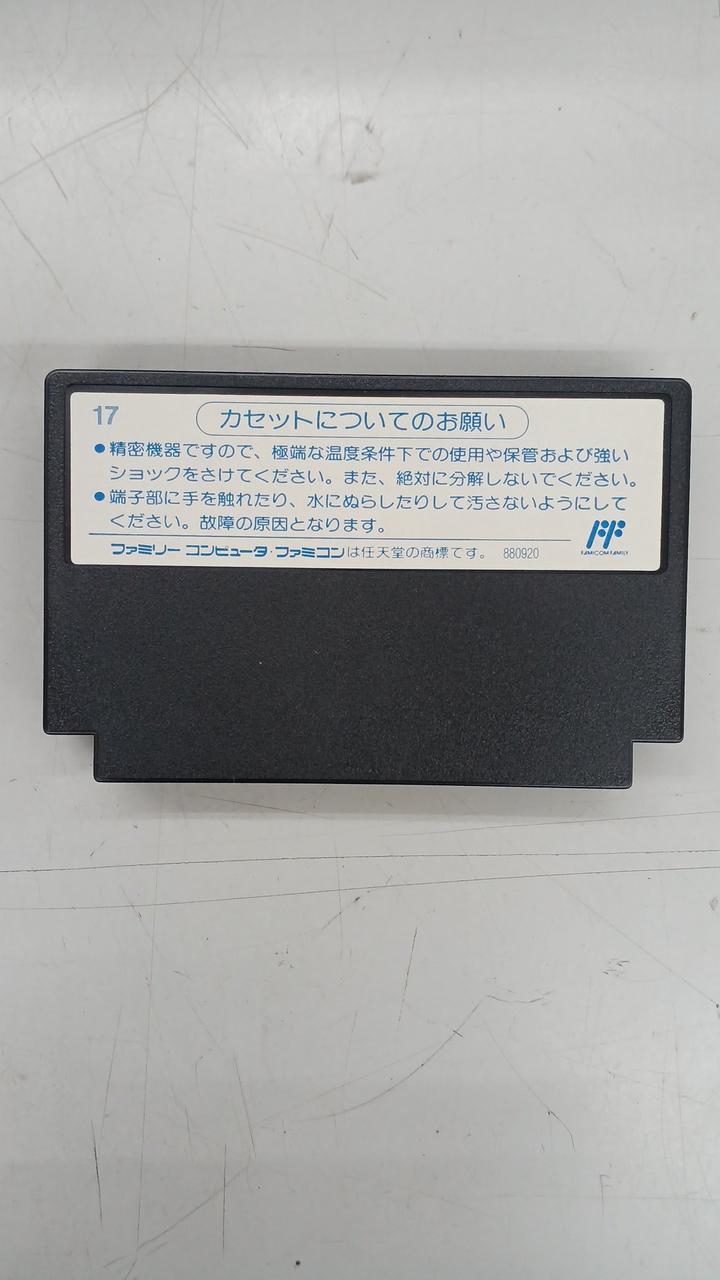 17
カセットについてのお願い
●精密機器ですので、極端な温度条件下での使用や保管および強い
ショックをさけてください。また、絶対に分解しないでください。
●端子部に手を触れたり、水にぬらしたりして汚さないようにして
ください。故障の原因となります。
FAMICOM FAMILY
ファミリー コンピュータ・ファミコンは任天堂の商標です。 880920